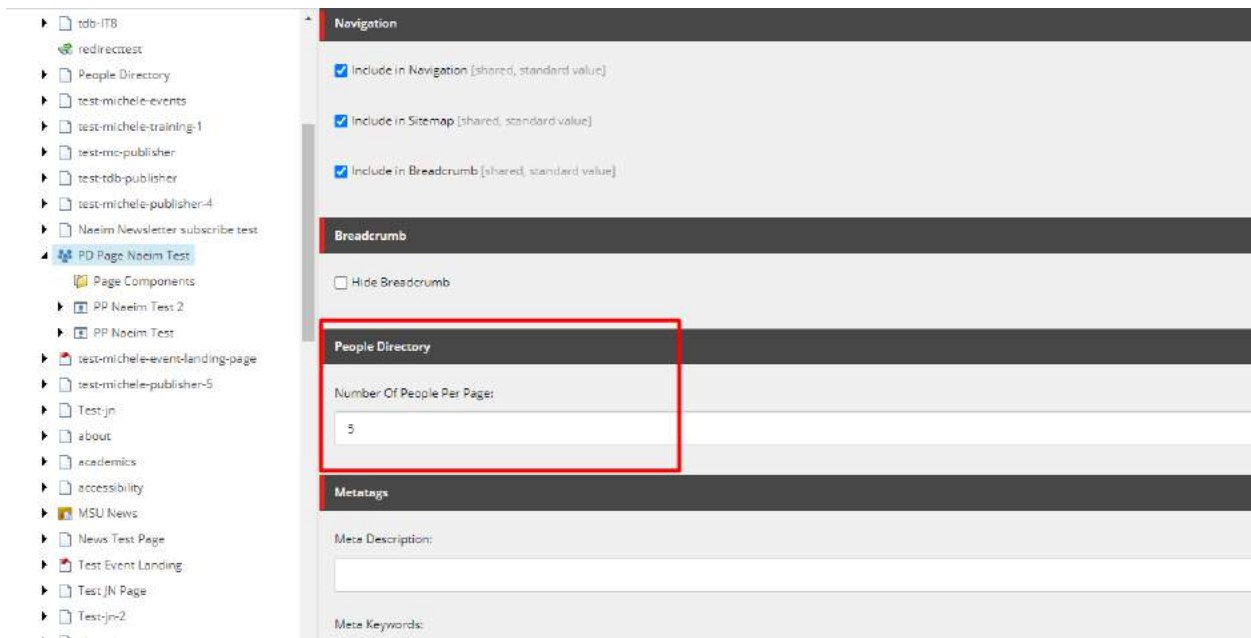 tdb-IT8
redirecttest
People Directory
test-michele-events
test-michele-training-1
test-mc-publisher
test-tdb-publisher
test-michele-publisher-4
Naeim Newsletter subscribe test
PD Page Naeim Test
Page Components
PP Naeim Test 2
PP Naeim Test
test-michele-event-landing-page
test-michele-publisher-5
Test-jn
about
academics
accessibility
MSU News
News Test Page
Test Event Landing
Test JN Page
Test-jn-2
Navigation
Include in Navigation [shared, standard value]
Include in Sitemap [shared, standard value]
Include in Breadcrumb [shared, standard value]
Breadcrumb
Hide Breadcrumb
People Directory
Number Of People Per Page:
5
Metatags
Meta Description:
Meta Keywords: